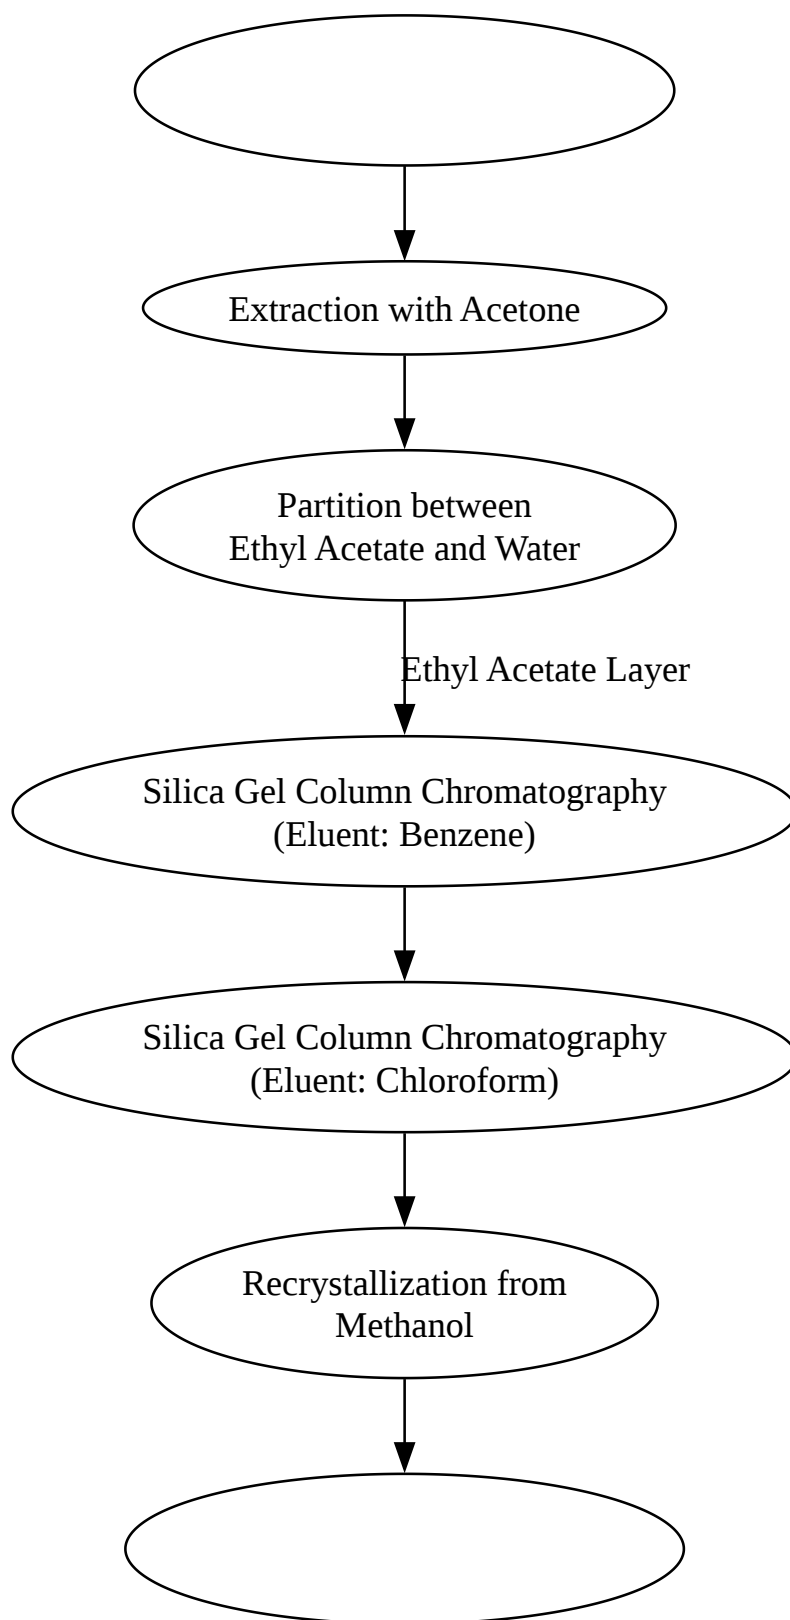 Extraction with Acetone
Partition between
Ethyl Acetate and Water
Ethyl Acetate Layer
Silica Gel Column Chromatography
(Eluent: Benzene)
Silica Gel Column Chromatography
(Eluent: Chloroform)
Recrystallization from
Methanol